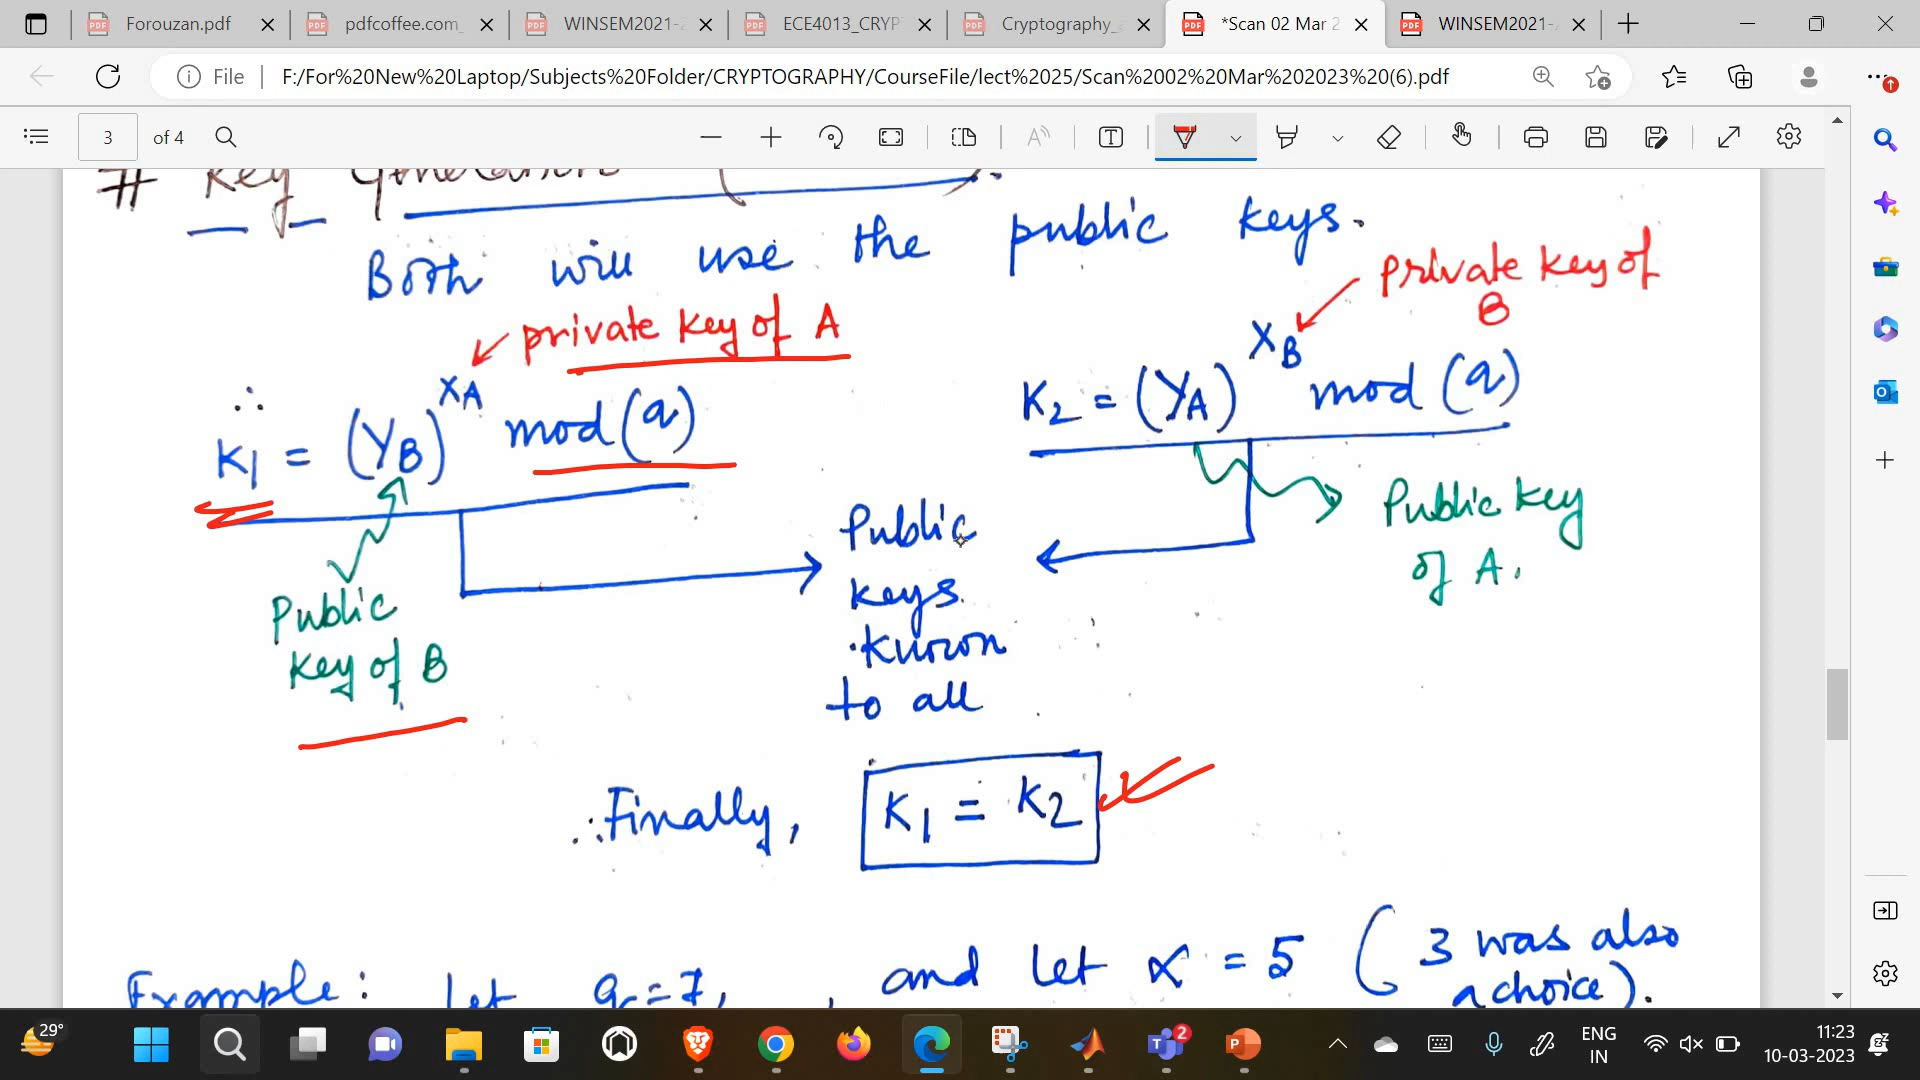 Forouzan.pdf
pdfcoffee.com_
WINSEM2021-
ECE4013_CRYP
Cryptography_
*Scan 02 Mar 2
WINSEM2021-
File
F:/For%20New%20Laptop/Subjects%20Folder/CRYPTOGRAPHY/CourseFile/lect%2025/Scan%2002%20Mar%202023%20(6).pdf
3 of 4
# Key
Both will use the public keys.
private key of A
private key of B
∴ K1 = (YB)^XA mod (q)
K2 = (YA)^XB mod (q)
Public key of B
Public keys known to all
Public key of A.
∴ Finally, K1 = K2
Example: let q=7, and let α = 5 ( 3 was also a choice).
29°
2
ENG
IN
11:23
10-03-2023